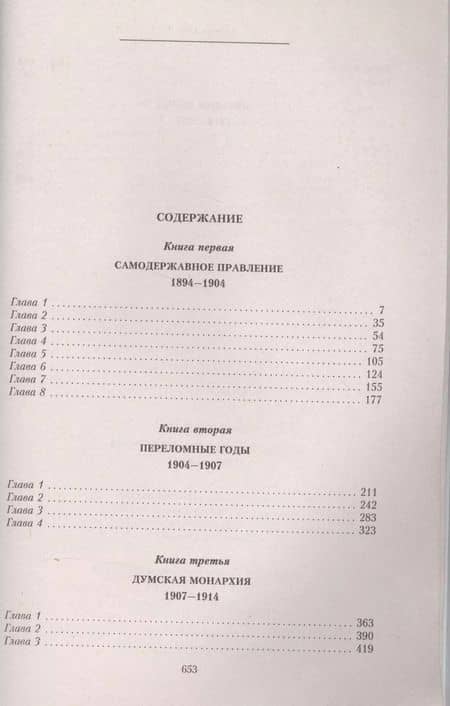 СОДЕРЖАНИЕ
Книга первая
САМОДЕРЖАВНОЕ ПРАВЛЕНИЕ
1894—1904
Глава 1 ........ 7
Глава 2 ........ 35
Глава 3 ........ 54
Глава 4 ........ 75
Глава 5 ........ 105
Глава 6 ........ 124
Глава 7 ........ 155
Глава 8 ........ 177
Книга вторая
ПЕРЕЛОМНЫЕ ГОДЫ
1904—1907
Глава 1 ........ 211
Глава 2 ........ 242
Глава 3 ........ 283
Глава 4 ........ 323
Книга третья
ДУМСКАЯ МОНАРХИЯ
1907—1914
Глава 1 ........ 363
Глава 2 ........ 390
Глава 3 ........ 419
653